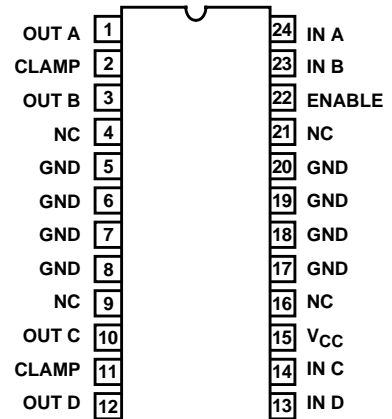 OUT A 1 24 IN A
CLAMP 2 23 IN B
OUT B 3 22 ENABLE
NC 4 21 NC
GND 5 20 GND
GND 6 19 GND
GND 7 18 GND
GND 8 17 GND
NC 9 16 NC
OUT C 10 15 VCC
CLAMP 11 14 IN C
OUT D 12 13 IN D